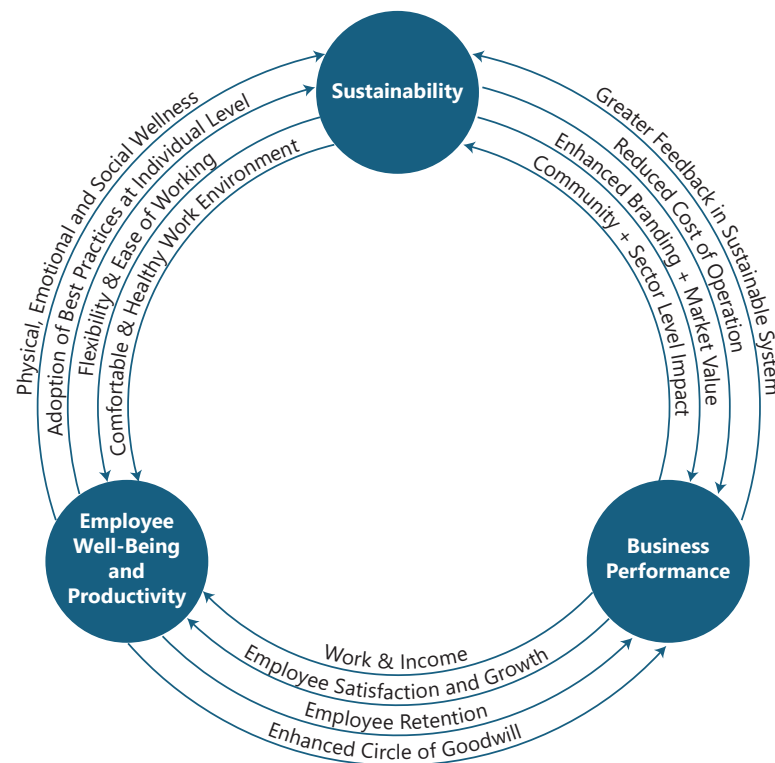 Sustainability
Physical, Emotional and Social Wellness
Adoption of Best Practices at Individual Level
Flexibility & Ease of Working
Comfortable & Healthy Work Environment
Greater Feedback in Sustainable System
Reduced Cost of Operation
Enhanced Branding + Market Value
Community + Sector Level Impact
Employee
Well-Being
and
Productivity
Business
Performance
Work & Income
Employee Satisfaction and Growth
Employee Retention
Enhanced Circle of Goodwill